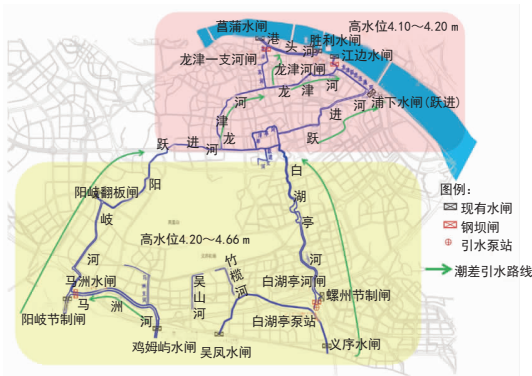 菖蒲水闸
高水位4.10～4.20 m
港头河
胜利水闸
江边水闸
龙津一支河闸
龙津河闸
龙津河
浦下水闸(跃进)
龙津河
跃进河
跃进河
阳岐翻板闸
阳岐河
白湖亭河
图例：
现有水闸
钢坝闸
引水泵站
潮差引水路线
高水位4.20～4.66 m
马洲水闸
吴山河
竹榄河
白湖亭河闸
螺州节制闸
阳岐节制闸
马洲河
白湖亭泵站
鸡姆屿水闸
吴凤水闸
义序水闸